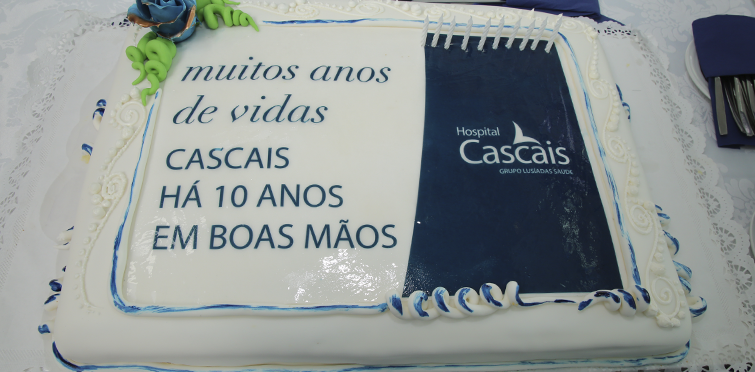 muitos anos
de vidas
CASCAIS
HÁ 10 ANOS
EM BOAS MÃOS
Hospital
Cascais
GRUPO LUSÍADAS SAÚDE